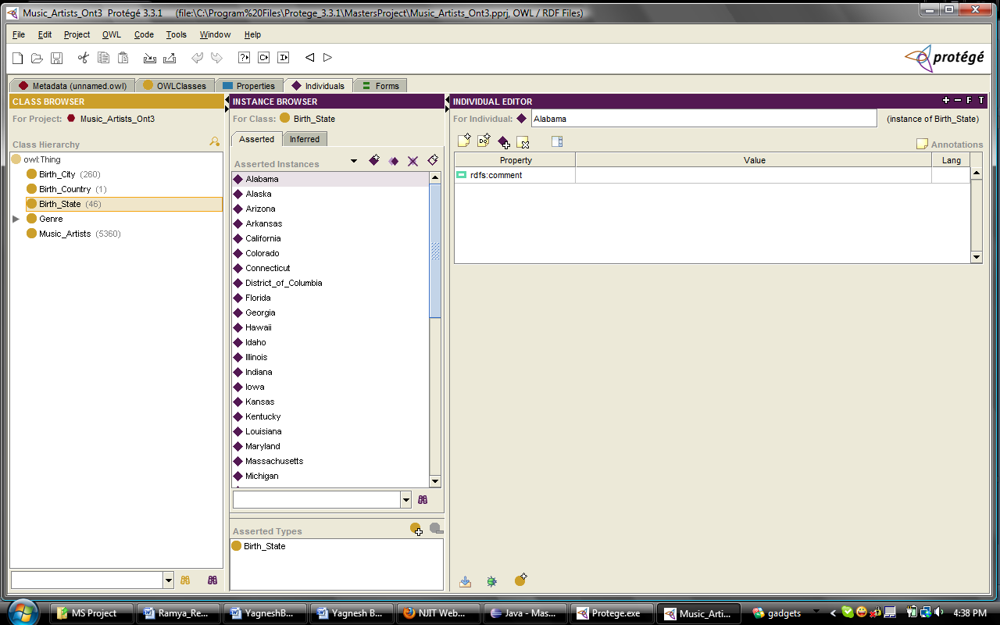 Music_Artists_Ont3 Protégé 3.3.1 (file:\C:\Program%20Files\Protege_3.3.1\MastersProject\Music_Artists_Ont3.pprj, OWL / RDF Files)
File Edit Project OWL Code Tools Window Help
protégé
Metadata (unnamed.owl) OWLClasses Properties Individuals Forms
CLASS BROWSER
For Project: Music_Artists_Ont3
Class Hierarchy
owl:Thing
Birth_City (260)
Birth_Country (1)
Birth_State (46)
Genre
Music_Artists (5360)
INSTANCE BROWSER
For Class: Birth_State
Asserted Inferred
Asserted Instances
Alabama
Alaska
Arizona
Arkansas
California
Colorado
Connecticut
District_of_Columbia
Florida
Georgia
Hawaii
Idaho
Illinois
Indiana
Iowa
Kansas
Kentucky
Louisiana
Maryland
Massachusetts
Michigan
Asserted Types
Birth_State
INDIVIDUAL EDITOR + − F T
For Individual: Alabama (instance of Birth_State)
Annotations
Property Value Lang
rdfs:comment
MS Project Ramya_Re... YagneshB... Yagnesh B... NJIT Web... Java - Mas... Protege.exe Music_Arti... gadgets 4:38 PM